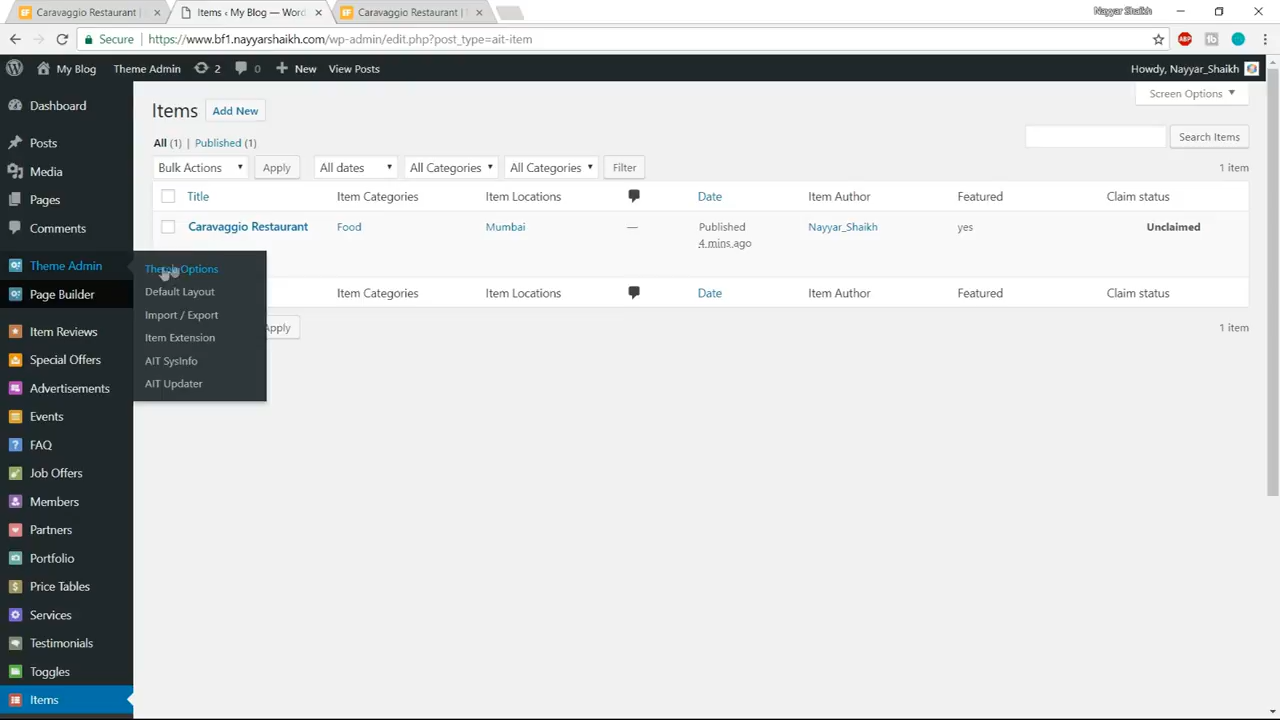 Caravaggio Restaurant |
Items ‹ My Blog — Word
Caravaggio Restaurant |
Nayyar Shaikh
Secure
https://www.bf1.nayyarshaikh.com/wp-admin/edit.php?post_type=ait-item
My Blog
Theme Admin
2
0
New
View Posts
Howdy, Nayyar_Shaikh
Dashboard
Posts
Media
Pages
Comments
Theme Admin
Page Builder
Item Reviews
Special Offers
Advertisements
Events
FAQ
Job Offers
Members
Partners
Portfolio
Price Tables
Services
Testimonials
Toggles
Items
Theme Options
Default Layout
Import / Export
Item Extension
AIT SysInfo
AIT Updater
Screen Options
Items
Add New
All (1) | Published (1)
Search Items
Bulk Actions
Apply
All dates
All Categories
All Categories
Filter
1 item
Title
Item Categories
Item Locations
Date
Item Author
Featured
Claim status
Caravaggio Restaurant
Food
Mumbai
—
Published
4 mins ago
Nayyar_Shaikh
yes
Unclaimed
Item Categories
Item Locations
Date
Item Author
Featured
Claim status
Apply
1 item